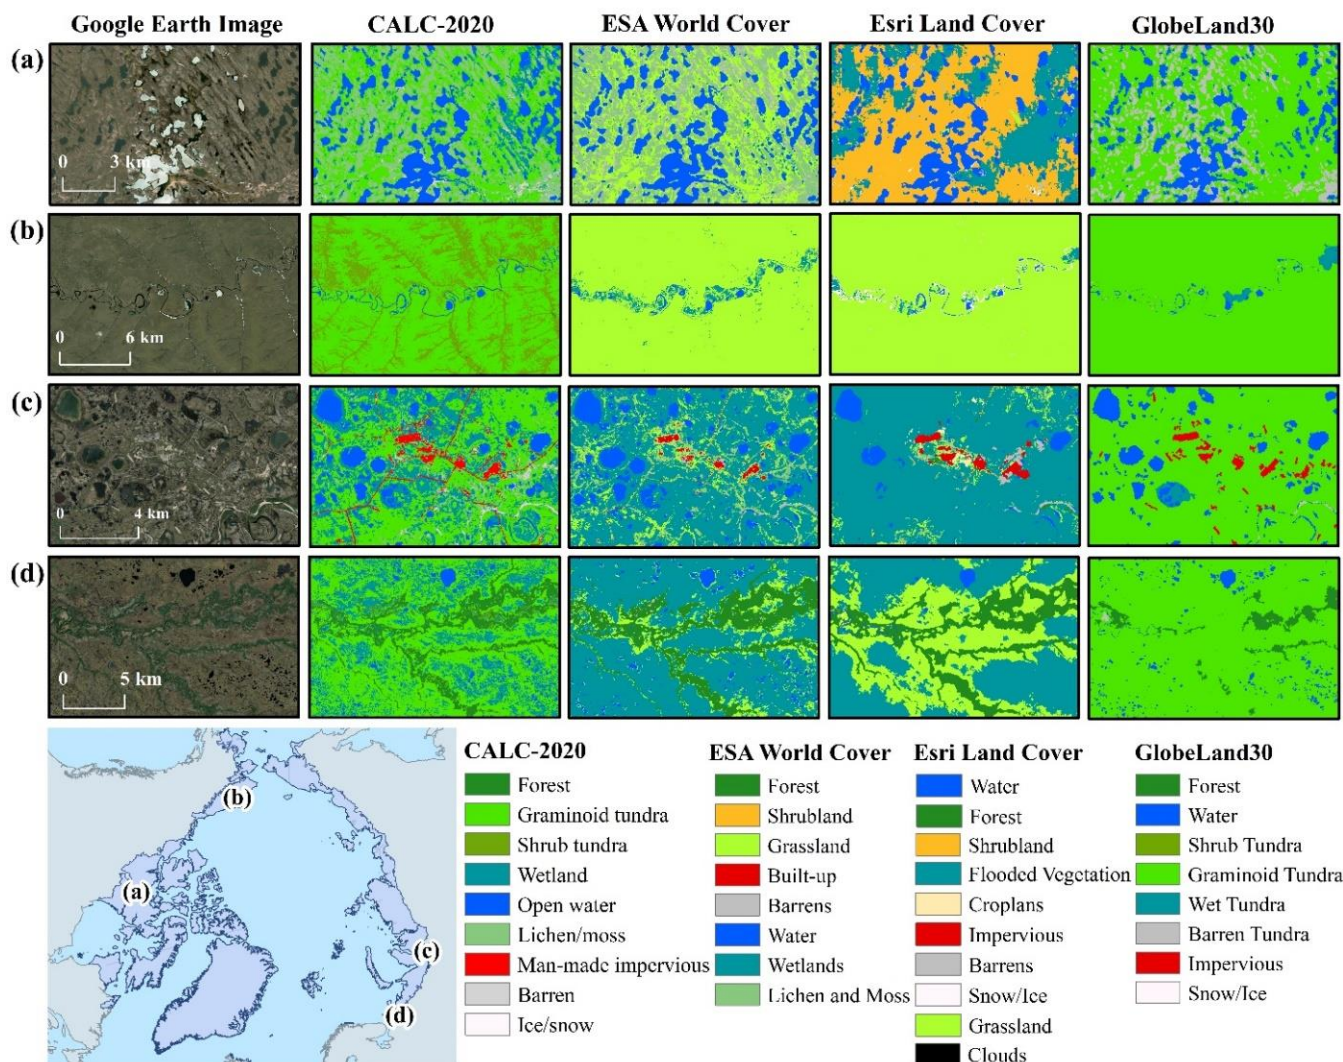 Google Earth Image CALC-2020 ESA World Cover Esri Land Cover GlobeLand30
(a)
0 3 km
(b)
0 6 km
(c)
0 4 km
(d)
0 5 km
(a)
(b)
(c)
(d)
CALC-2020
Forest
Graminoid tundra
Shrub tundra
Wetland
Open water
Lichen/moss
Man-made impervious
Barren
Ice/snow
ESA World Cover
Forest
Shrubland
Grassland
Built-up
Barrens
Water
Wetlands
Lichen and Moss
Esri Land Cover
Water
Forest
Shrubland
Flooded Vegetation
Croplans
Impervious
Barrens
Snow/Ice
Grassland
Clouds
GlobeLand30
Forest
Water
Shrub Tundra
Graminoid Tundra
Wet Tundra
Barren Tundra
Impervious
Snow/Ice